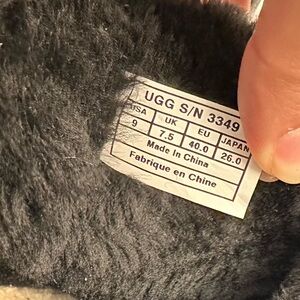 UGG S/N 3349
USA UK EU JAPAN
9 7.5 40.0 26.0
Made in China
Fabrique en Chine